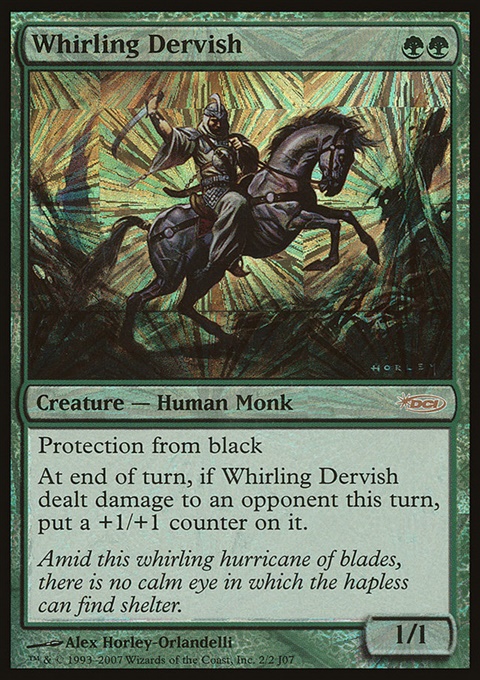 Whirling Dervish
HORLEY
Creature — Human Monk
DCI
Protection from black
At end of turn, if Whirling Dervish
dealt damage to an opponent this turn,
put a +1/+1 counter on it.
Amid this whirling hurricane of blades,
there is no calm eye in which the hapless
can find shelter.
1/1
Alex Horley-Orlandelli
™ & © 1993–2007 Wizards of the Coast, Inc. 2/2 J07